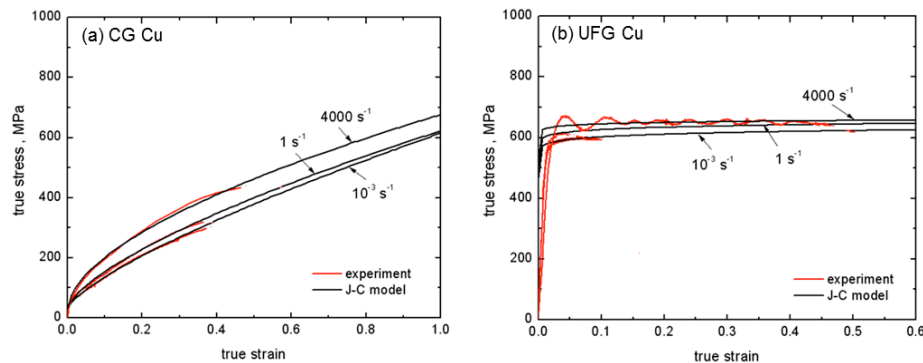 (a) CG Cu
1000
800
600
400
200
0
0.0 0.2 0.4 0.6 0.8 1.0
true stress , MPa
true strain
4000 s⁻¹
1 s⁻¹
10⁻³ s⁻¹
experiment
J-C model
(b) UFG Cu
1000
800
600
400
200
0
0.0 0.1 0.2 0.3 0.4 0.5 0.6
true stress , MPa
true strain
4000 s⁻¹
1 s⁻¹
10⁻³ s⁻¹
experiment
J-C model